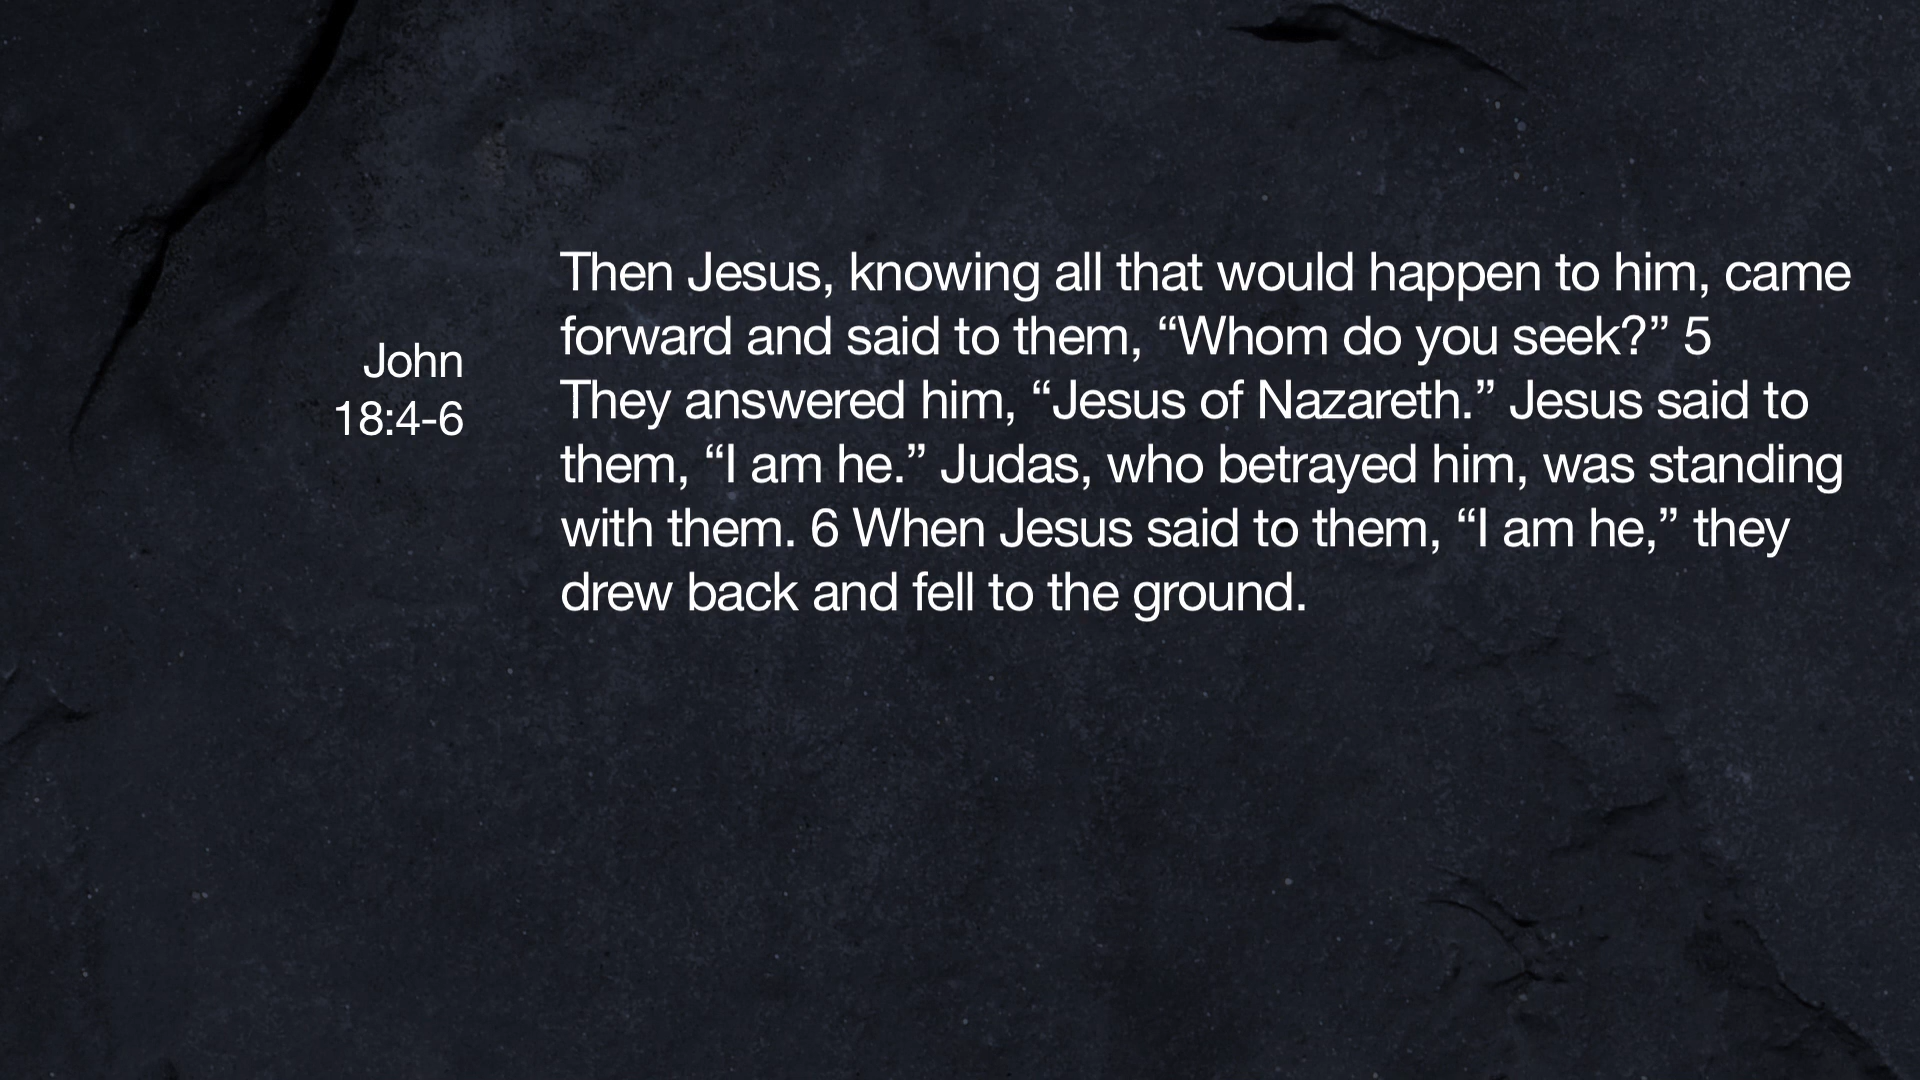 John
18:4-6
Then Jesus, knowing all that would happen to him, came
forward and said to them, “Whom do you seek?” 5
They answered him, “Jesus of Nazareth.” Jesus said to
them, “I am he.” Judas, who betrayed him, was standing
with them. 6 When Jesus said to them, “I am he,” they
drew back and fell to the ground.